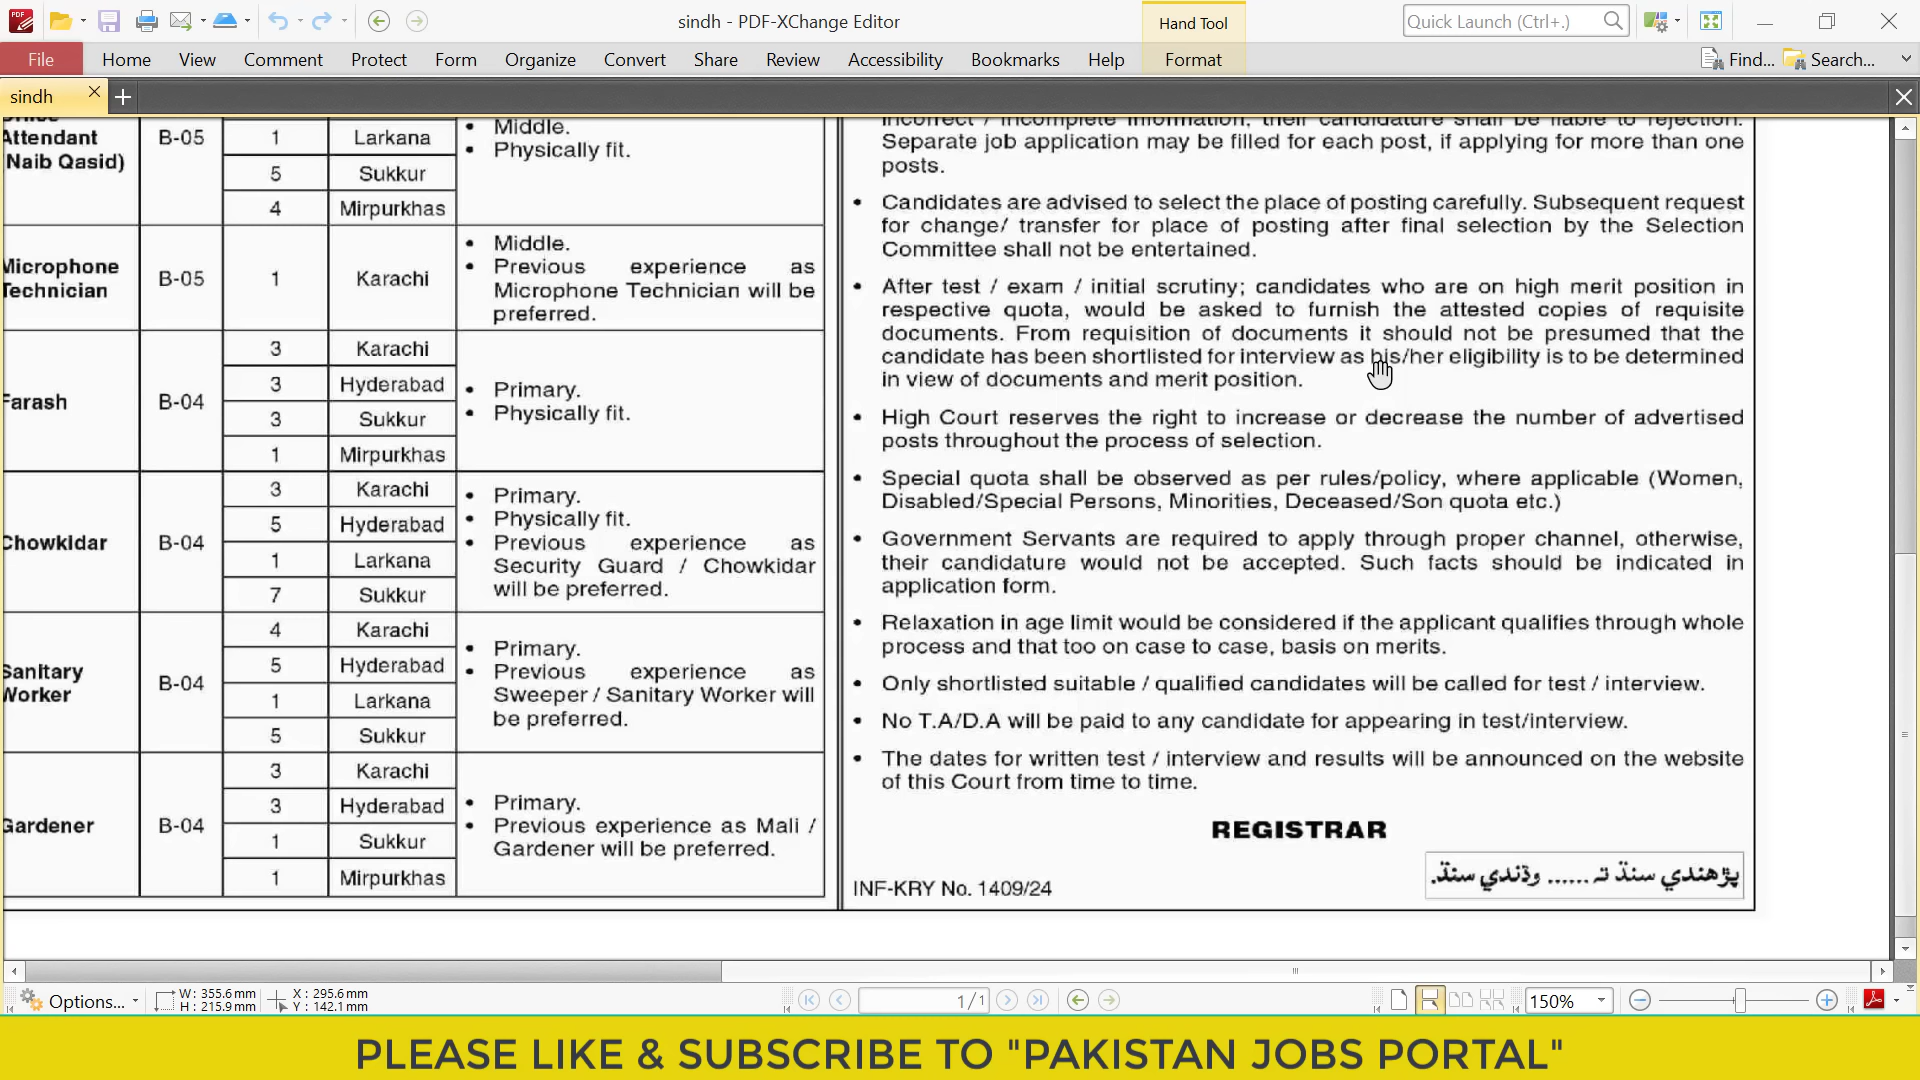 sindh - PDF-XChange Editor
Hand Tool
Quick Launch (Ctrl+.)
File
Home
View
Comment
Protect
Form
Organize
Convert
Share
Review
Accessibility
Bookmarks
Help
Format
Find...
Search...
sindh
Attendant
(Naib Qasid)
B-05
1 Larkana
5 Sukkur
4 Mirpurkhas
• Middle.
• Physically fit.
Microphone
Technician
B-05
1 Karachi
• Middle.
• Previous experience as
Microphone Technician will be
preferred.
Farash
B-04
3 Karachi
3 Hyderabad
3 Sukkur
1 Mirpurkhas
• Primary.
• Physically fit.
Chowkidar
B-04
3 Karachi
5 Hyderabad
1 Larkana
7 Sukkur
• Primary.
• Physically fit.
• Previous experience as
Security Guard / Chowkidar
will be preferred.
Sanitary
Worker
B-04
4 Karachi
5 Hyderabad
1 Larkana
5 Sukkur
• Primary.
• Previous experience as
Sweeper / Sanitary Worker will
be preferred.
Gardener
B-04
3 Karachi
3 Hyderabad
1 Sukkur
1 Mirpurkhas
• Primary.
• Previous experience as Mali /
Gardener will be preferred.
incorrect / incomplete information, their candidature shall be liable to rejection.
Separate job application may be filled for each post, if applying for more than one
posts.
• Candidates are advised to select the place of posting carefully. Subsequent request
for change/ transfer for place of posting after final selection by the Selection
Committee shall not be entertained.
• After test / exam / initial scrutiny; candidates who are on high merit position in
respective quota, would be asked to furnish the attested copies of requisite
documents. From requisition of documents it should not be presumed that the
candidate has been shortlisted for interview as his/her eligibility is to be determined
in view of documents and merit position.
• High Court reserves the right to increase or decrease the number of advertised
posts throughout the process of selection.
• Special quota shall be observed as per rules/policy, where applicable (Women,
Disabled/Special Persons, Minorities, Deceased/Son quota etc.)
• Government Servants are required to apply through proper channel, otherwise,
their candidature would not be accepted. Such facts should be indicated in
application form.
• Relaxation in age limit would be considered if the applicant qualifies through whole
process and that too on case to case, basis on merits.
• Only shortlisted suitable / qualified candidates will be called for test / interview.
• No T.A/D.A will be paid to any candidate for appearing in test/interview.
• The dates for written test / interview and results will be announced on the website
of this Court from time to time.
REGISTRAR
INF-KRY No. 1409/24
پڙهندي سنڌ ته ...... وڌندي سنڌ.
Options...
W: 355.6 mm
H: 215.9 mm
X: 295.6 mm
Y: 142.1 mm
1/1
150%
PLEASE LIKE & SUBSCRIBE TO "PAKISTAN JOBS PORTAL"